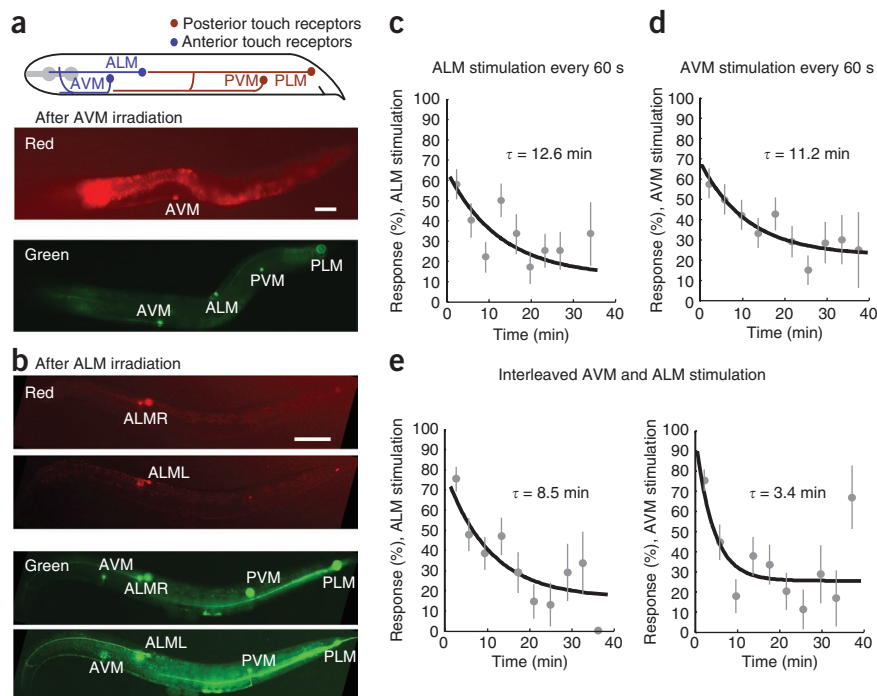 a
Posterior touch receptors
Anterior touch receptors
ALM
AVM
PVM
PLM
After AVM irradiation
Red
AVM
Green
AVM
ALM
PVM
PLM
b
After ALM irradiation
Red
ALMR
ALML
Green
AVM
ALMR
PVM
PLM
ALML
AVM
PVM
PLM
c
ALM stimulation every 60 s
Response (%), ALM stimulation
100
90
80
70
60
50
40
30
20
10
0
τ = 12.6 min
0 10 20 30 40
Time (min)
d
AVM stimulation every 60 s
Response (%), AVM stimulation
100
90
80
70
60
50
40
30
20
10
0
τ = 11.2 min
0 10 20 30 40
Time (min)
e
Interleaved AVM and ALM stimulation
Response (%), ALM stimulation
100
90
80
70
60
50
40
30
20
10
0
τ = 8.5 min
0 10 20 30 40
Time (min)
Response (%), AVM stimulation
100
90
80
70
60
50
40
30
20
10
0
τ = 3.4 min
0 10 20 30 40
Time (min)